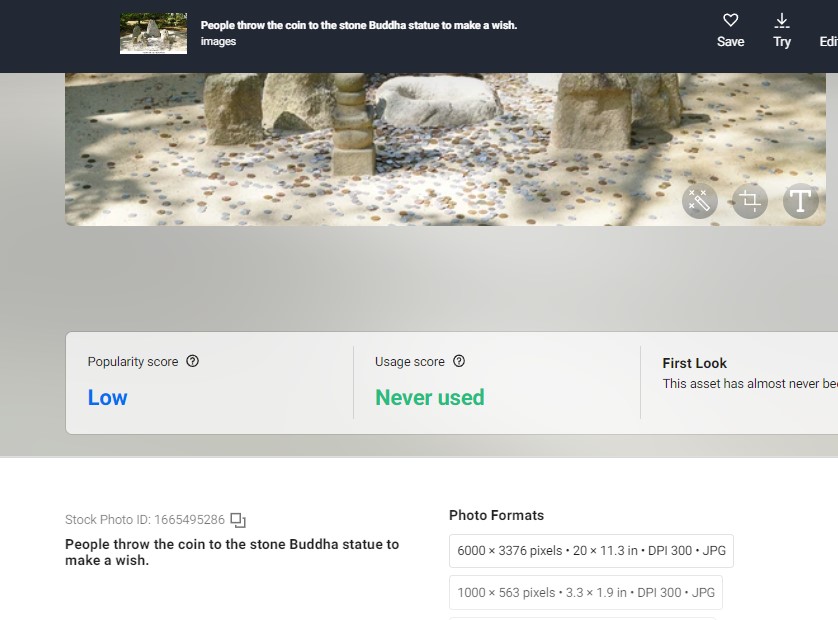 People throw the coin to the stone Buddha statue to make a wish.
images
Save
Try
T
Popularity score
Low
Usage score
Never used
First Look
This asset has almost never
Stock Photo ID: 1665495286
People throw the coin to the stone Buddha statue to
make a wish.
Photo Formats
6000 × 3376 pixels • 20 × 11.3 in • DPI 300 • JPG
1000 × 563 pixels • 3.3 × 1.9 in • DPI 300 • JPG